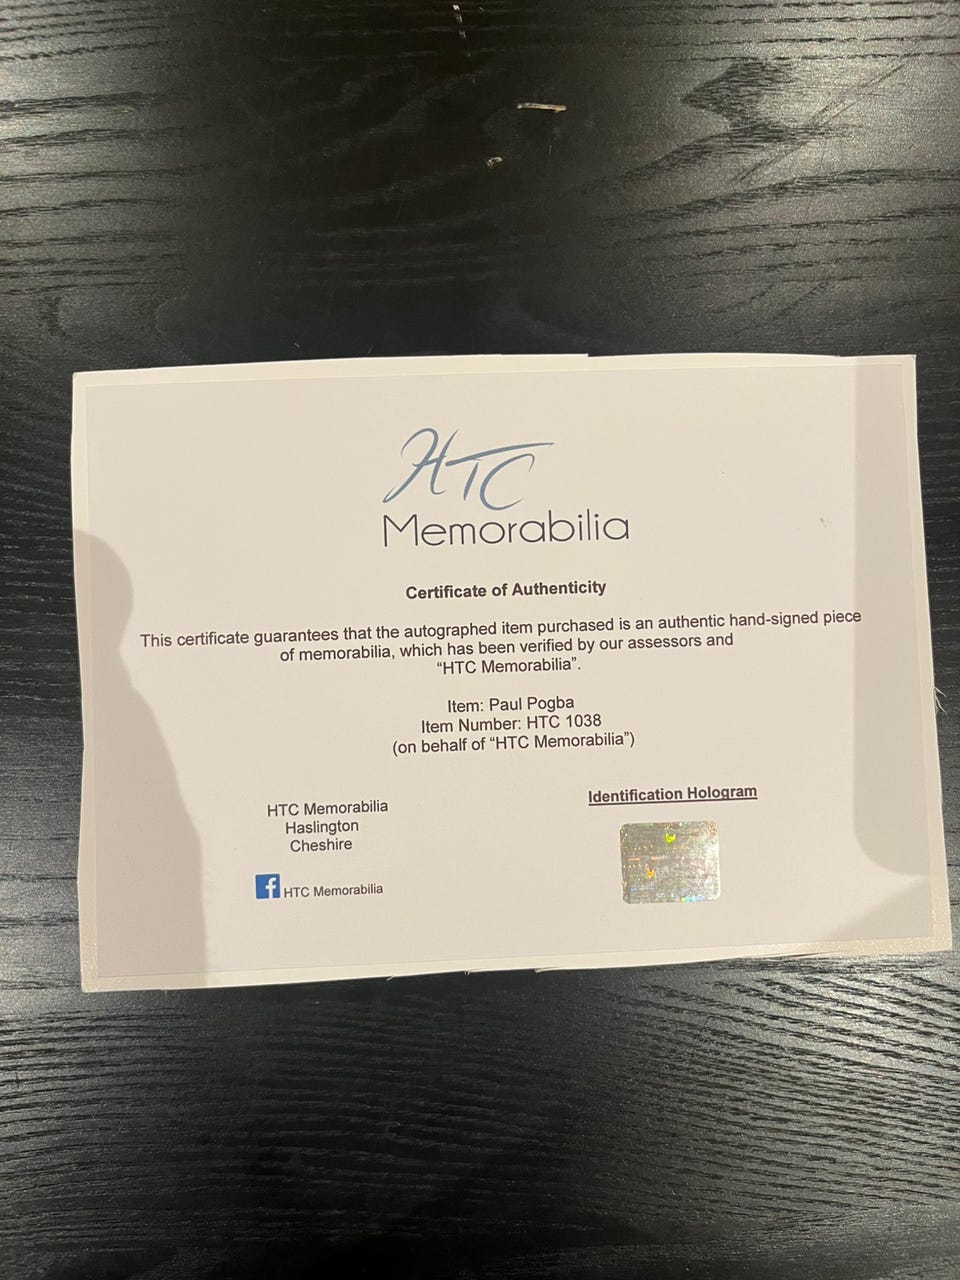 HTC
Memorabilia
Certificate of Authenticity
This certificate guarantees that the autographed item purchased is an authentic hand-signed piece
of memorabilia, which has been verified by our assessors and
“HTC Memorabilia”.
Item: Paul Pogba
Item Number: HTC 1038
(on behalf of “HTC Memorabilia”)
HTC Memorabilia
Haslington
Cheshire
f HTC Memorabilia
Identification Hologram